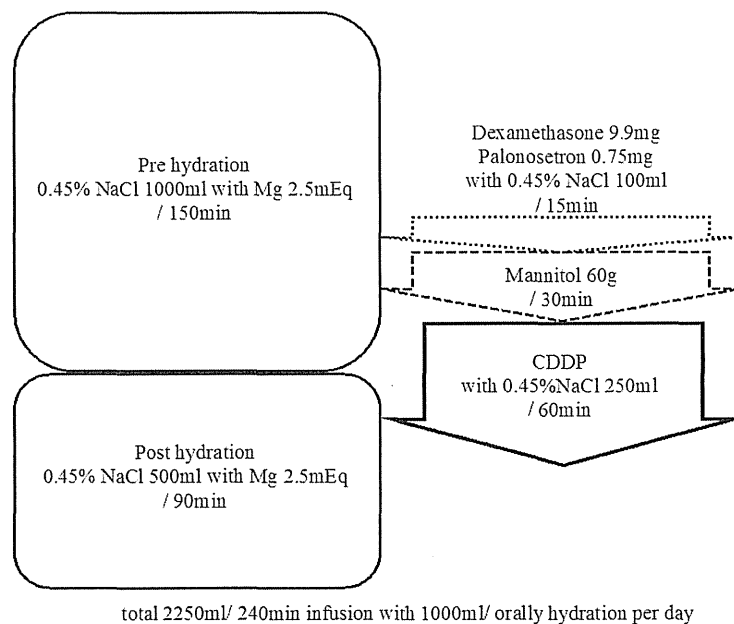 Pre hydration
0.45% NaCl 1000ml with Mg 2.5mEq
/ 150min
Dexamethasone 9.9mg
Palonosetron 0.75mg
with 0.45% NaCl 100ml
/ 15min
Mannitol 60g
/ 30min
CDDP
with 0.45%NaCl 250ml
/ 60min
Post hydration
0.45% NaCl 500ml with Mg 2.5mEq
/ 90min
total 2250ml/ 240min infusion with 1000ml/ orally hydration per day